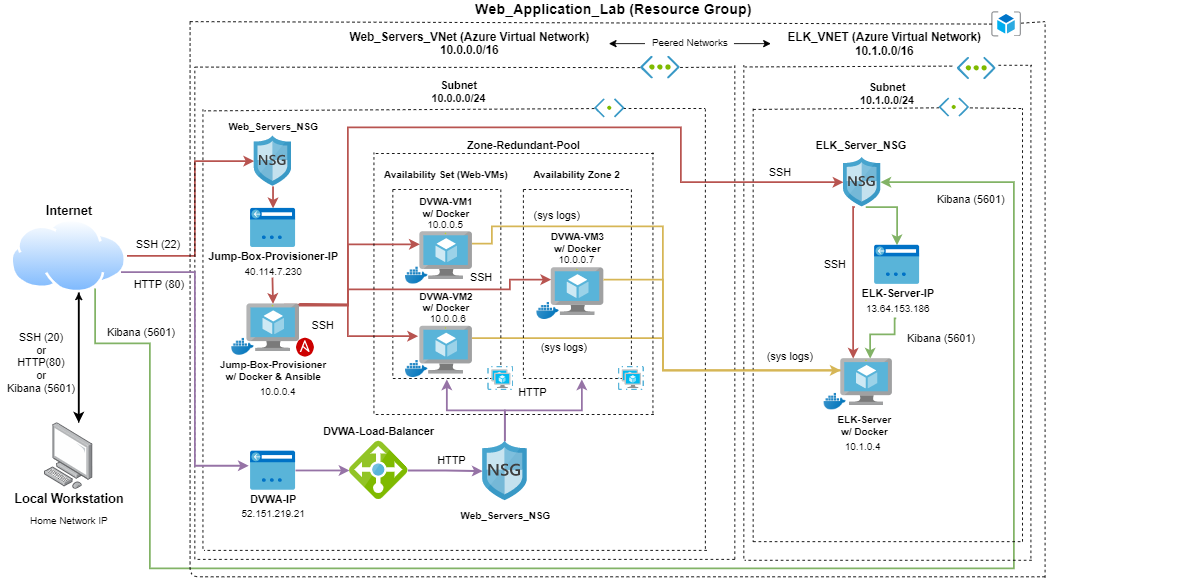 Web_Application_Lab (Resource Group)
Web_Servers_VNet (Azure Virtual Network)
10.0.0.0/16
Peered Networks
ELK_VNET (Azure Virtual Network)
10.1.0.0/16
Subnet
10.0.0.0/24
Subnet
10.1.0.0/24
Web_Servers_NSG
NSG
Zone-Redundant-Pool
ELK_Server_NSG
NSG
Availability Set (Web-VMs)
Availability Zone 2
SSH
Kibana (5601)
Internet
SSH (22)
HTTP (80)
Kibana (5601)
Jump-Box-Provisioner-IP
40.114.7.230
DVWA-VM1
w/ Docker
10.0.0.5
(sys logs)
DVWA-VM3
w/ Docker
10.0.0.7
SSH
SSH
DVWA-VM2
w/ Docker
10.0.0.6
(sys logs)
SSH
ELK-Server-IP
13.64.153.186
Kibana (5601)
(sys logs)
SSH (20)
or
HTTP(80)
or
Kibana (5601)
Jump-Box-Provisioner
w/ Docker & Ansible
10.0.0.4
HTTP
ELK-Server
w/ Docker
10.1.0.4
DVWA-Load-Balancer
HTTP
NSG
Web_Servers_NSG
DVWA-IP
52.151.219.21
Local Workstation
Home Network IP